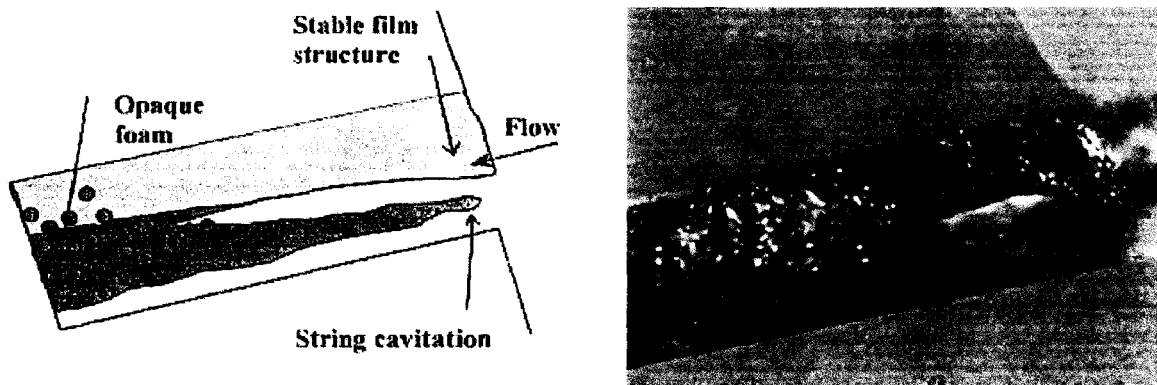 Stable film
structure
Opaque
foam
Flow
String cavitation